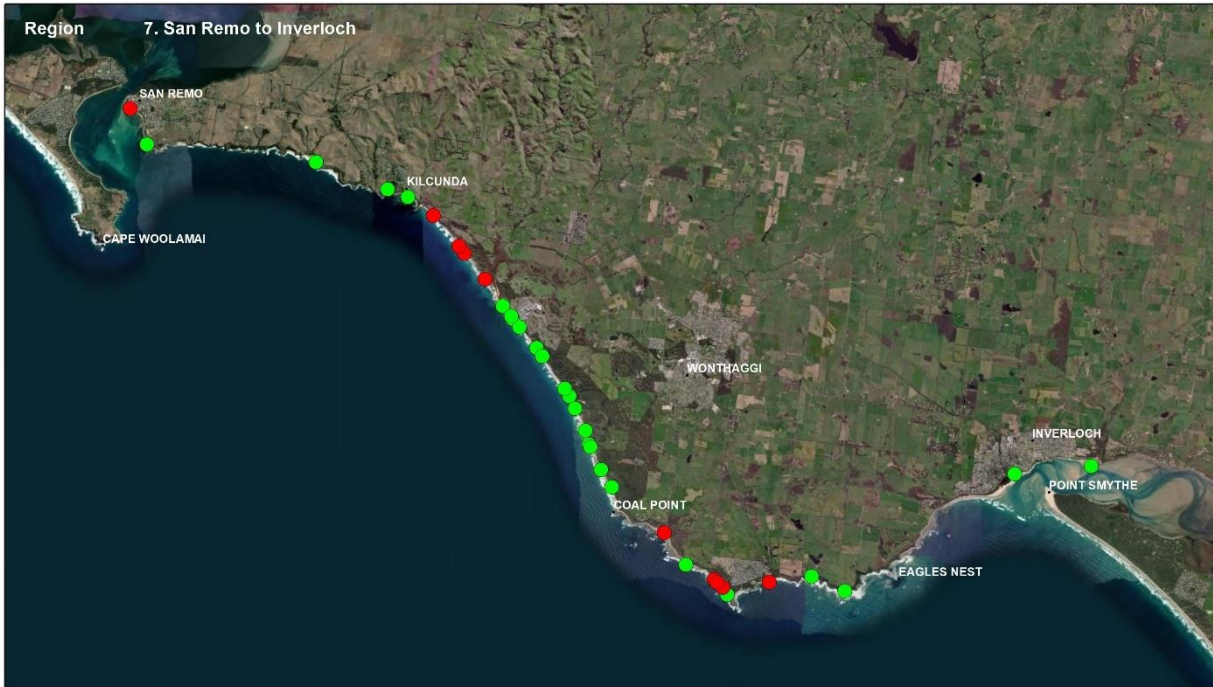 Region 7. San Remo to Inverloch
SAN REMO
KILCUNDA
CAPE WOOLAMAI
WONTHAGGI
INVERLOCH
POINT SMYTHE
COAL POINT
EAGLES NEST